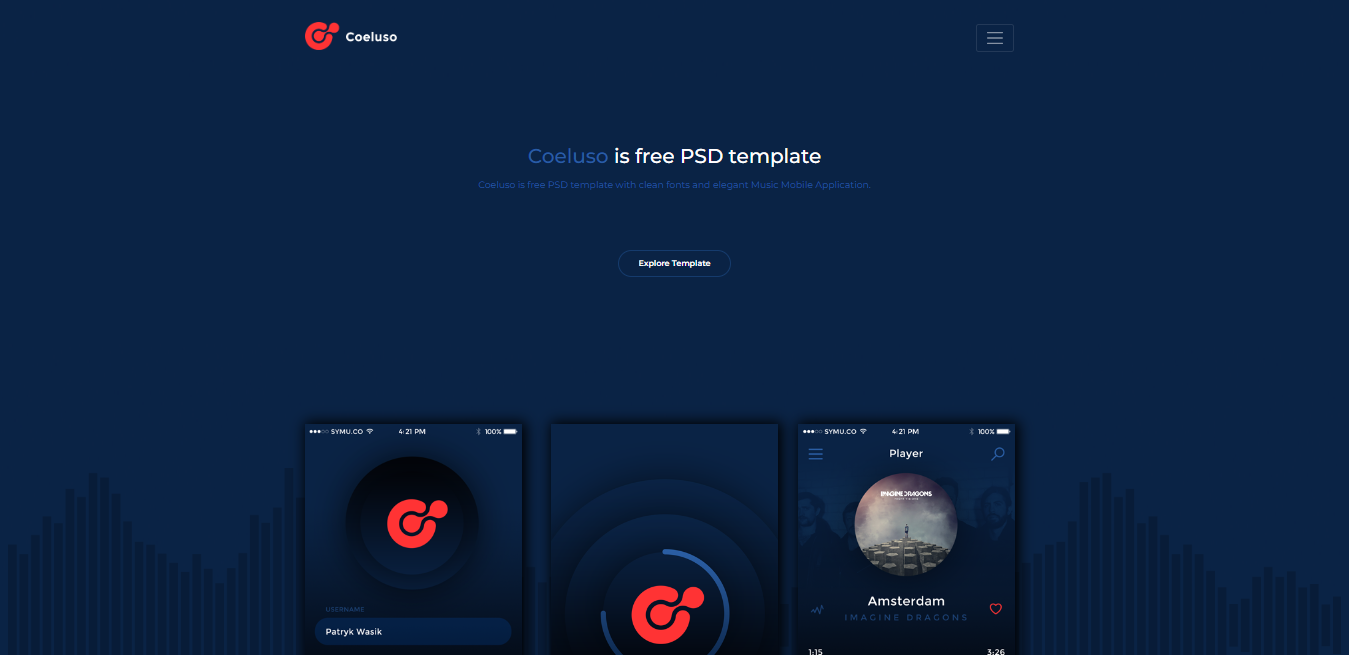 Coeluso
Coeluso is free PSD template
Coeluso is free PSD template with clean fonts and elegant Music Mobile Application.
Explore Template
SYMU.CO 4:21 PM 100%
USERNAME
Patryk Wasik
SYMU.CO 4:21 PM 100%
Player
IMAGINE DRAGONS
Amsterdam
IMAGINE DRAGONS
1:15 3:26